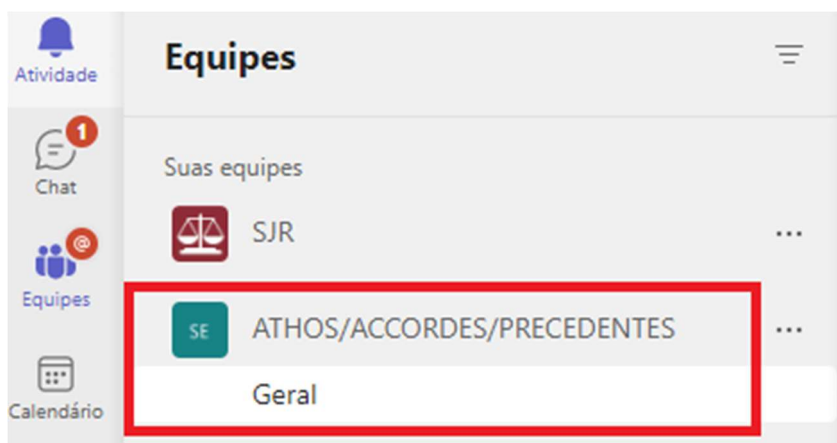 Atividade
Equipes
1
Chat
Suas equipes
SJR
...
@
Equipes
SE
ATHOS/ACCORDES/PRECEDENTES
...
Geral
Calendário